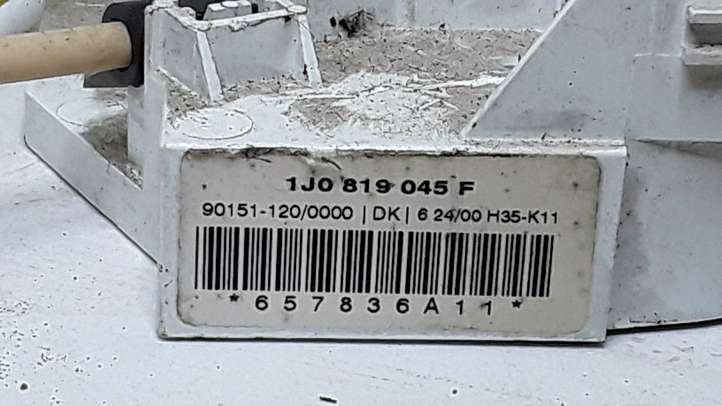 1J0 819 045 F
90151-120/0000 | DK | 6 24/00 H35-K11
*657836A11*